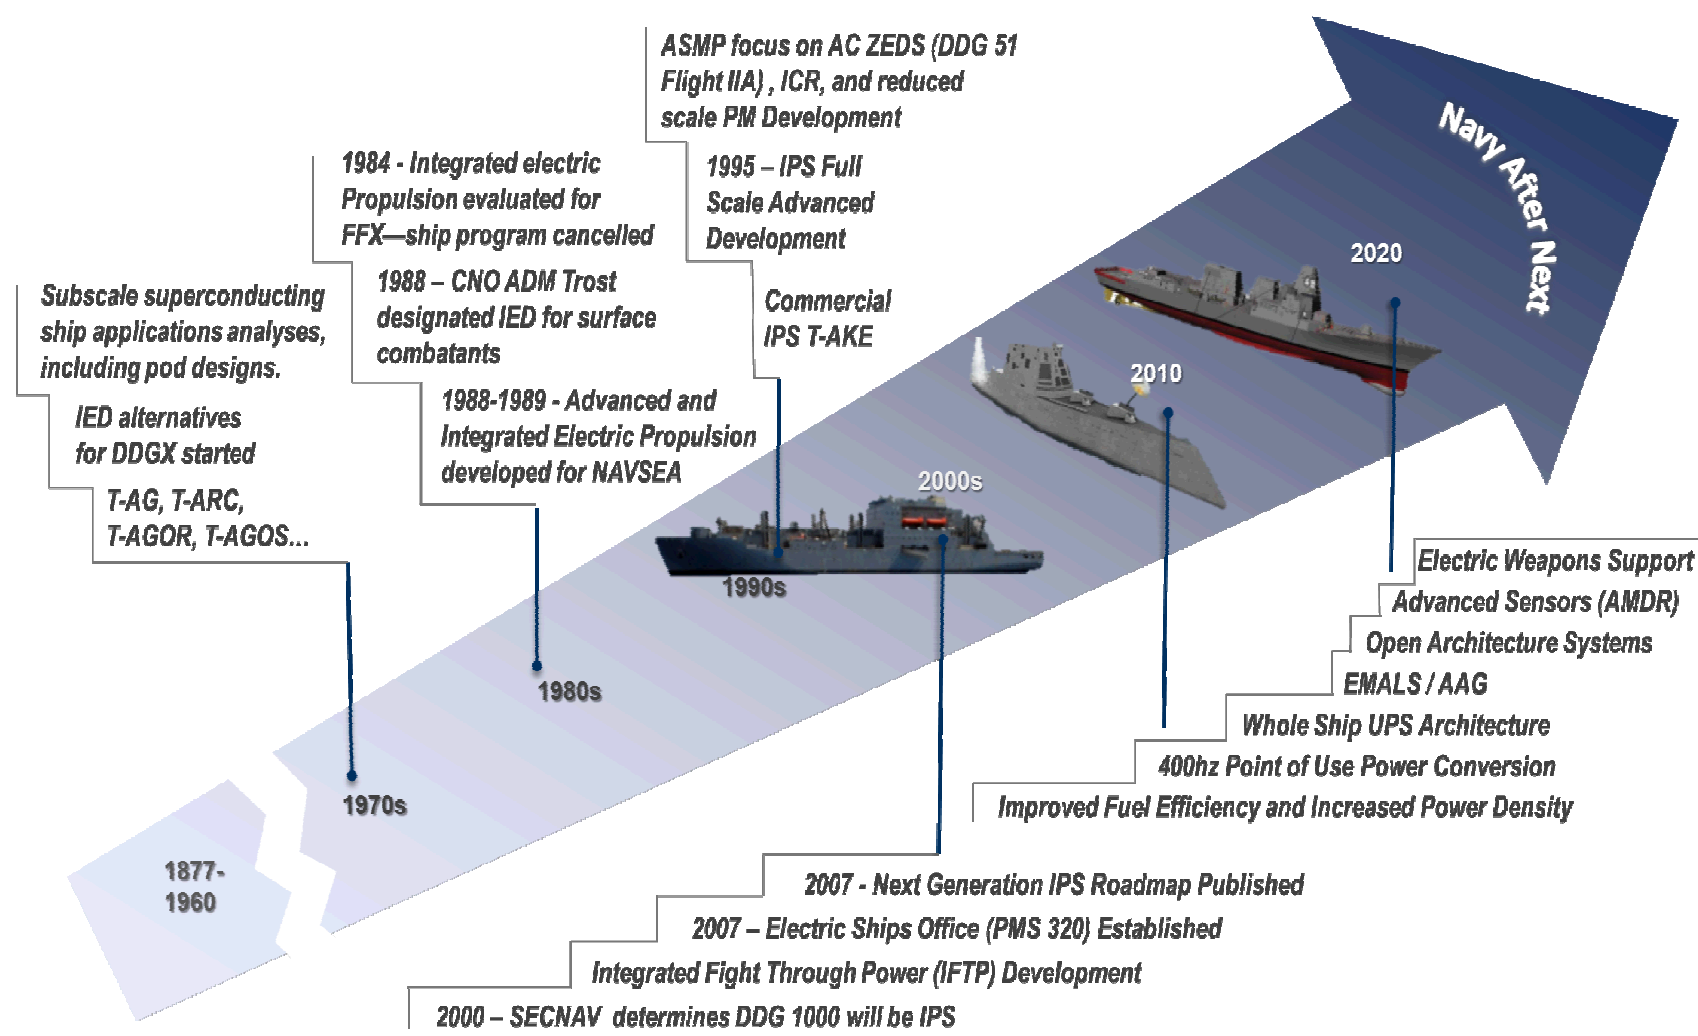 ASMP focus on AC ZEDS (DDG 51
Flight IIA) , ICR, and reduced
scale PM Development
1995 – IPS Full
Scale Advanced
Development
Commercial
IPS T-AKE
1984 - Integrated electric
Propulsion evaluated for
FFX—ship program cancelled
1988 – CNO ADM Trost
designated IED for surface
combatants
1988-1989 - Advanced and
Integrated Electric Propulsion
developed for NAVSEA
Subscale superconducting
ship applications analyses,
including pod designs.
IED alternatives
for DDGX started
T-AG, T-ARC,
T-AGOR, T-AGOS...
Navy After Next
2020
2010
2000s
1990s
1980s
1970s
1877-
1960
Electric Weapons Support
Advanced Sensors (AMDR)
Open Architecture Systems
EMALS / AAG
Whole Ship UPS Architecture
400hz Point of Use Power Conversion
Improved Fuel Efficiency and Increased Power Density
2007 - Next Generation IPS Roadmap Published
2007 – Electric Ships Office (PMS 320) Established
Integrated Fight Through Power (IFTP) Development
2000 – SECNAV determines DDG 1000 will be IPS